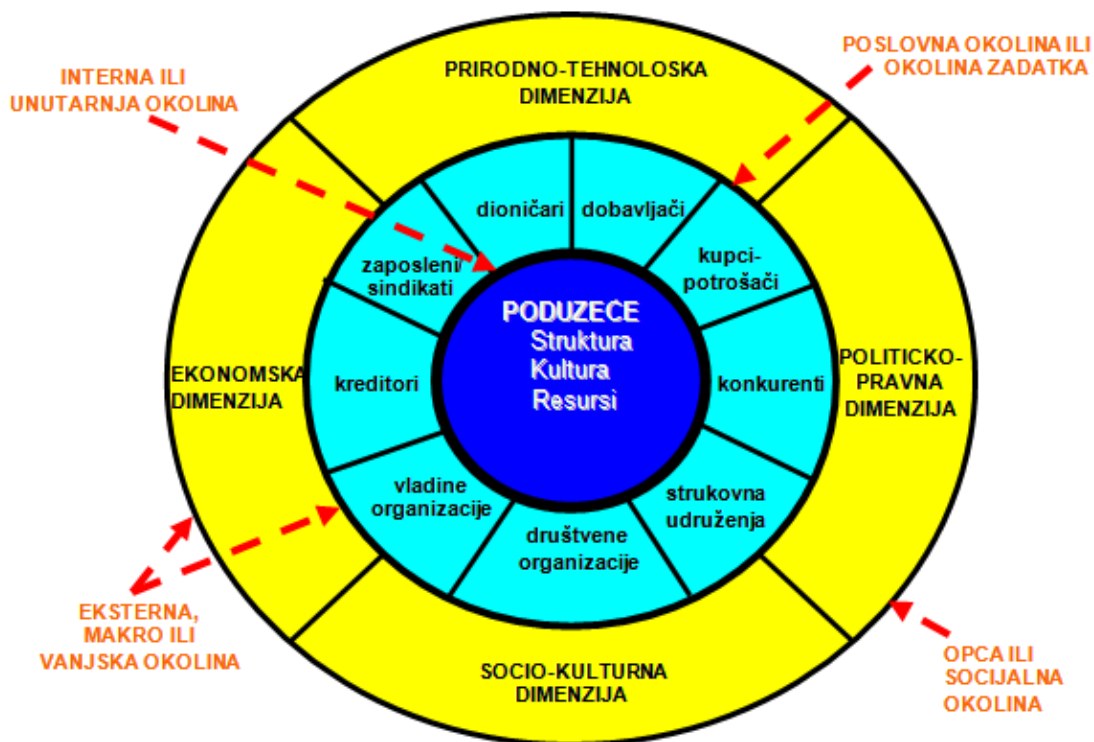 INTERNA ILI
UNUTARNJA OKOLINA
PRIRODNO-TEHNOLOSKA
DIMENZIJA
POSLOVNA OKOLINA ILI
OKOLINA ZADATKA
dioničari
dobavljači
zaposleni/
sindikati
kupci-
potrošači
PODUZEĆE
Struktura
Kultura
Resursi
EKONOMSKA
DIMENZIJA
kreditori
konkurenti
POLITICKO-
PRAVNA
DIMENZIJA
vladine
organizacije
strukovna
udruženja
društvene
organizacije
EKSTERNA,
MAKRO ILI
VANJSKA OKOLINA
SOCIO-KULTURNA
DIMENZIJA
OPCA ILI
SOCIJALNA
OKOLINA